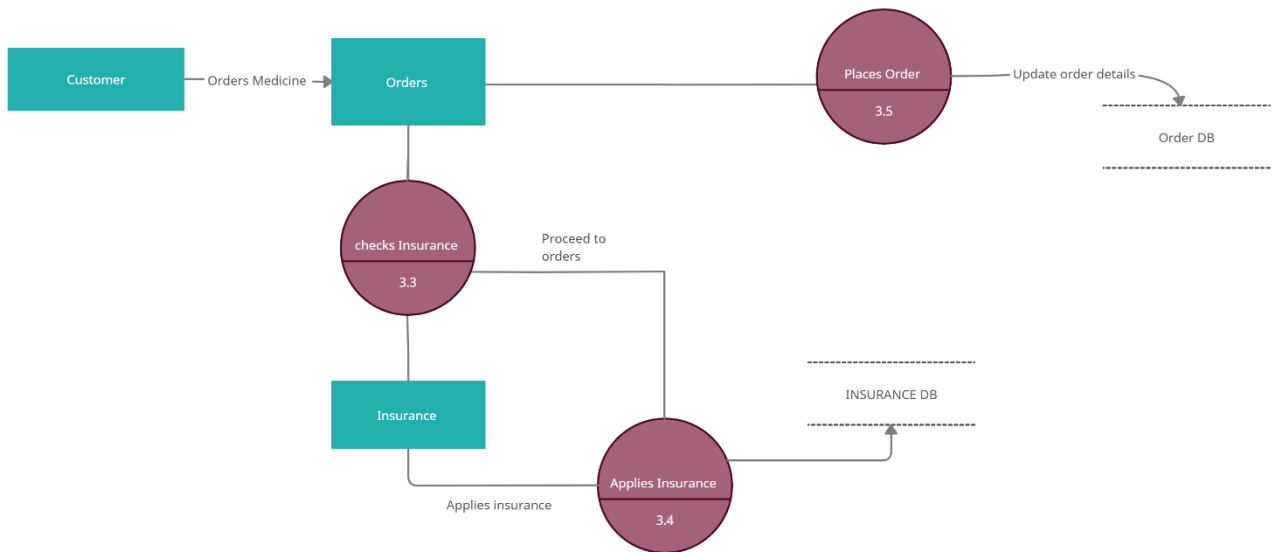 Customer
Orders Medicine
Orders
Places Order
3.5
Update order details
Order DB
checks Insurance
3.3
Proceed to
orders
Insurance
Applies insurance
Applies Insurance
3.4
INSURANCE DB